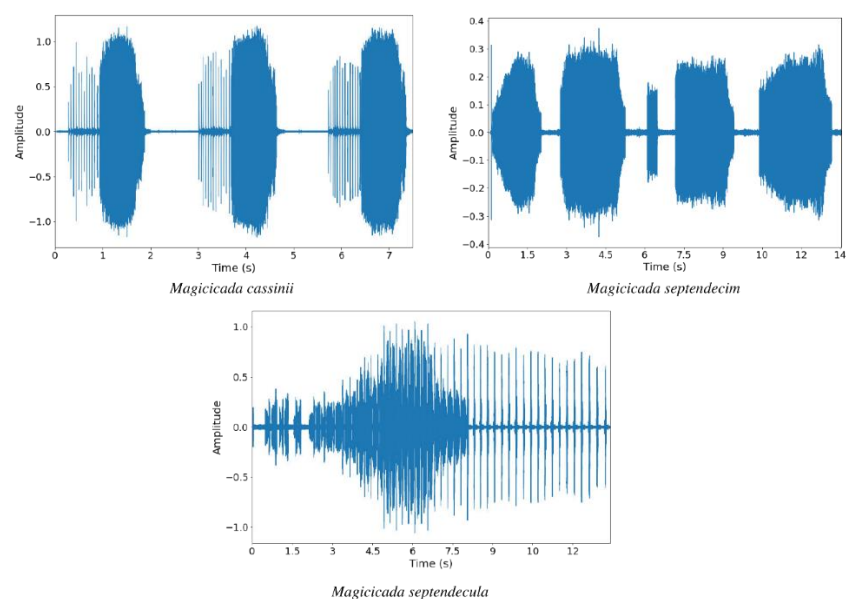 1.0
0.5
0.0
−0.5
−1.0
Amplitude
0 1 2 3 4 5 6 7
Time (s)
Magicicada cassinii
0.4
0.3
0.2
0.1
0.0
−0.1
−0.2
−0.3
−0.4
Amplitude
0 1.5 3 4.5 6 7.5 10 12 14
Time (s)
Magicicada septendecim
1.0
0.5
0.0
−0.5
−1.0
Amplitude
0 1.5 3 4.5 6 7.5 9 10 12
Time (s)
Magicicada septendecula